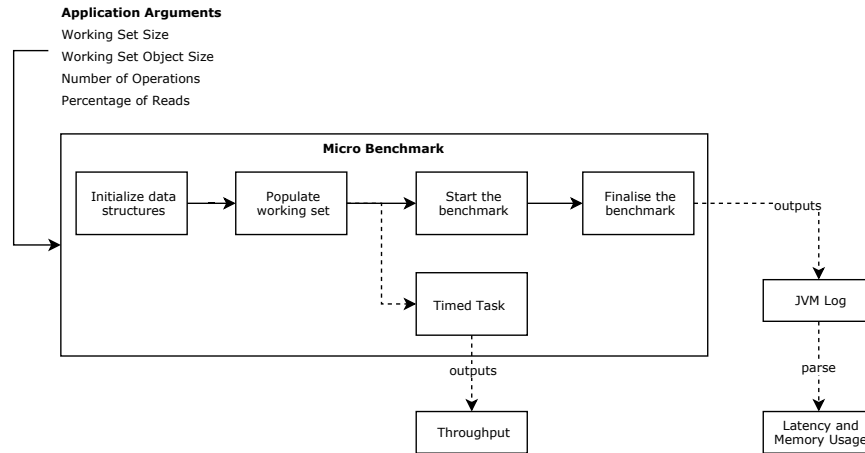 Application Arguments
Working Set Size
Working Set Object Size
Number of Operations
Percentage of Reads
Micro Benchmark
Initialize data
structures
Populate
working set
Start the
benchmark
Finalise the
benchmark
outputs
Timed Task
JVM Log
outputs
parse
Throughput
Latency and
Memory Usage